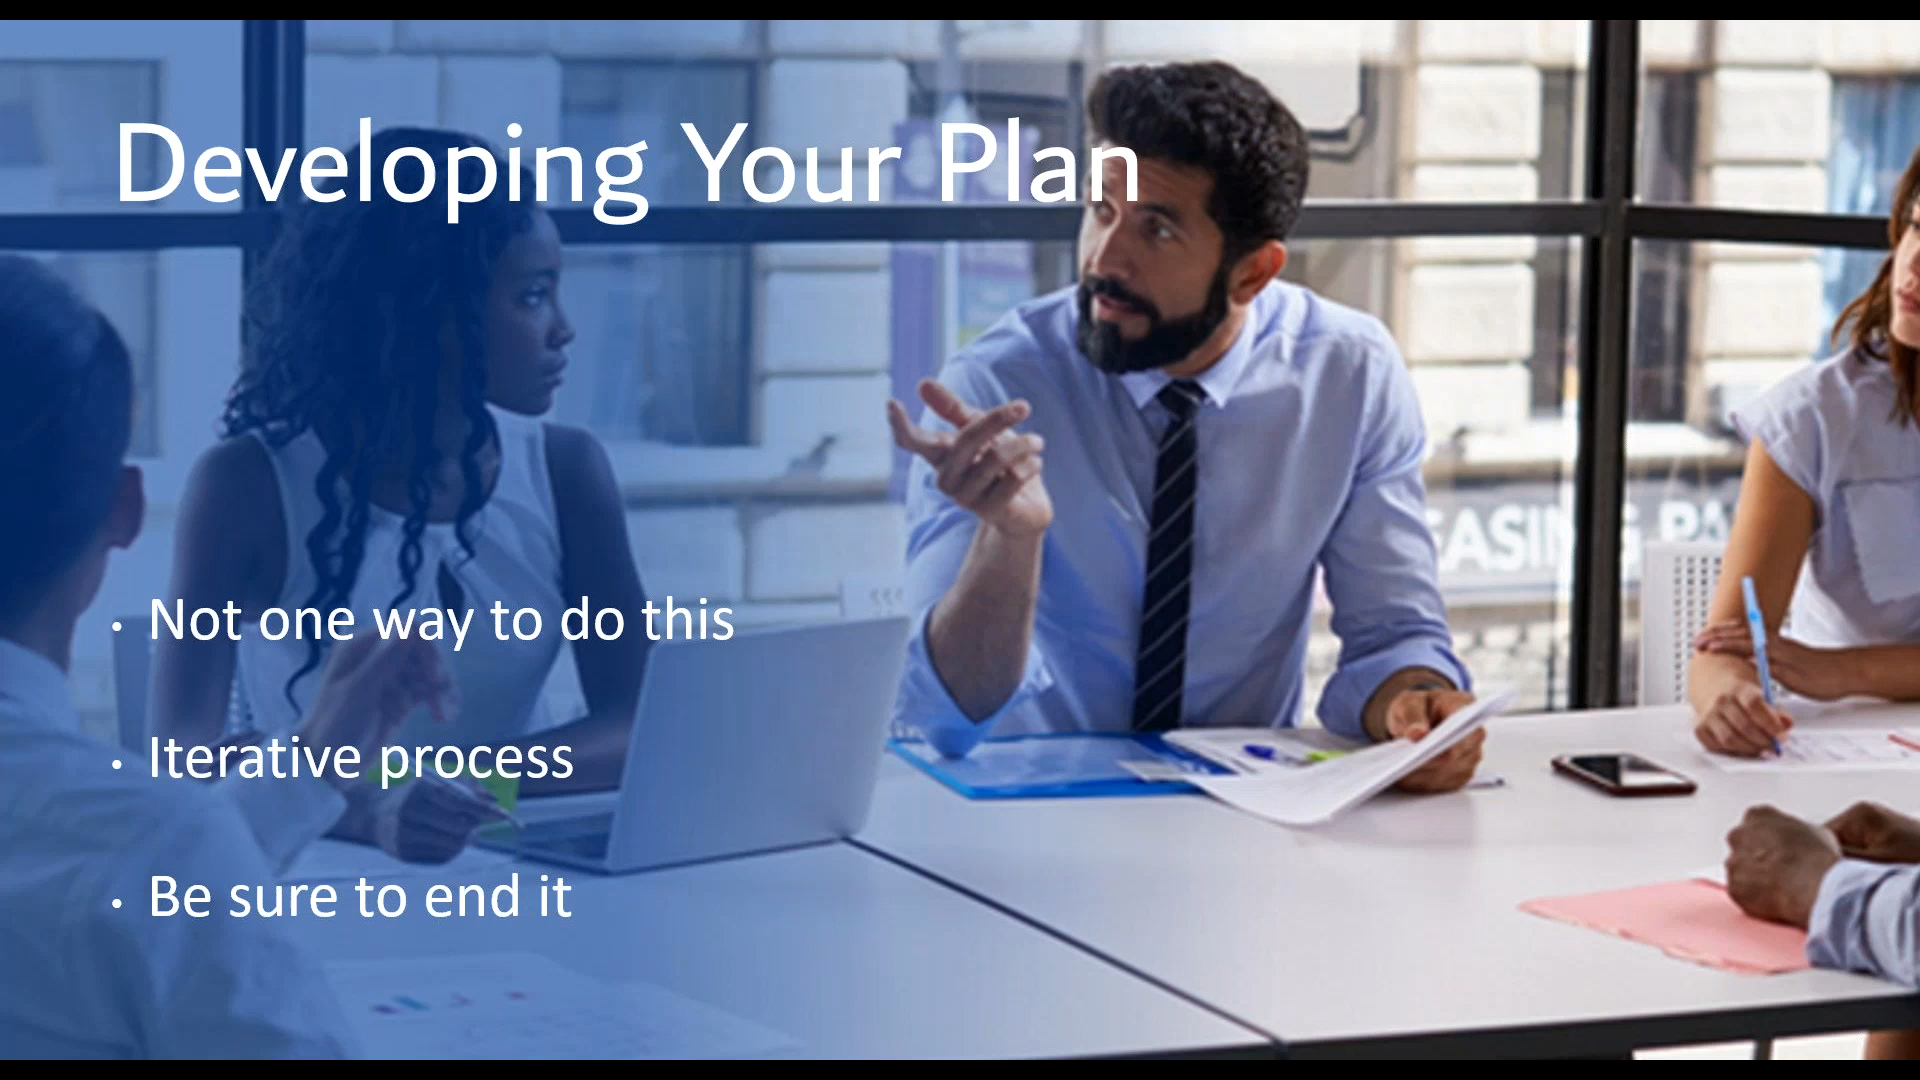 Developing Your Plan
• Not one way to do this
• Iterative process
• Be sure to end it